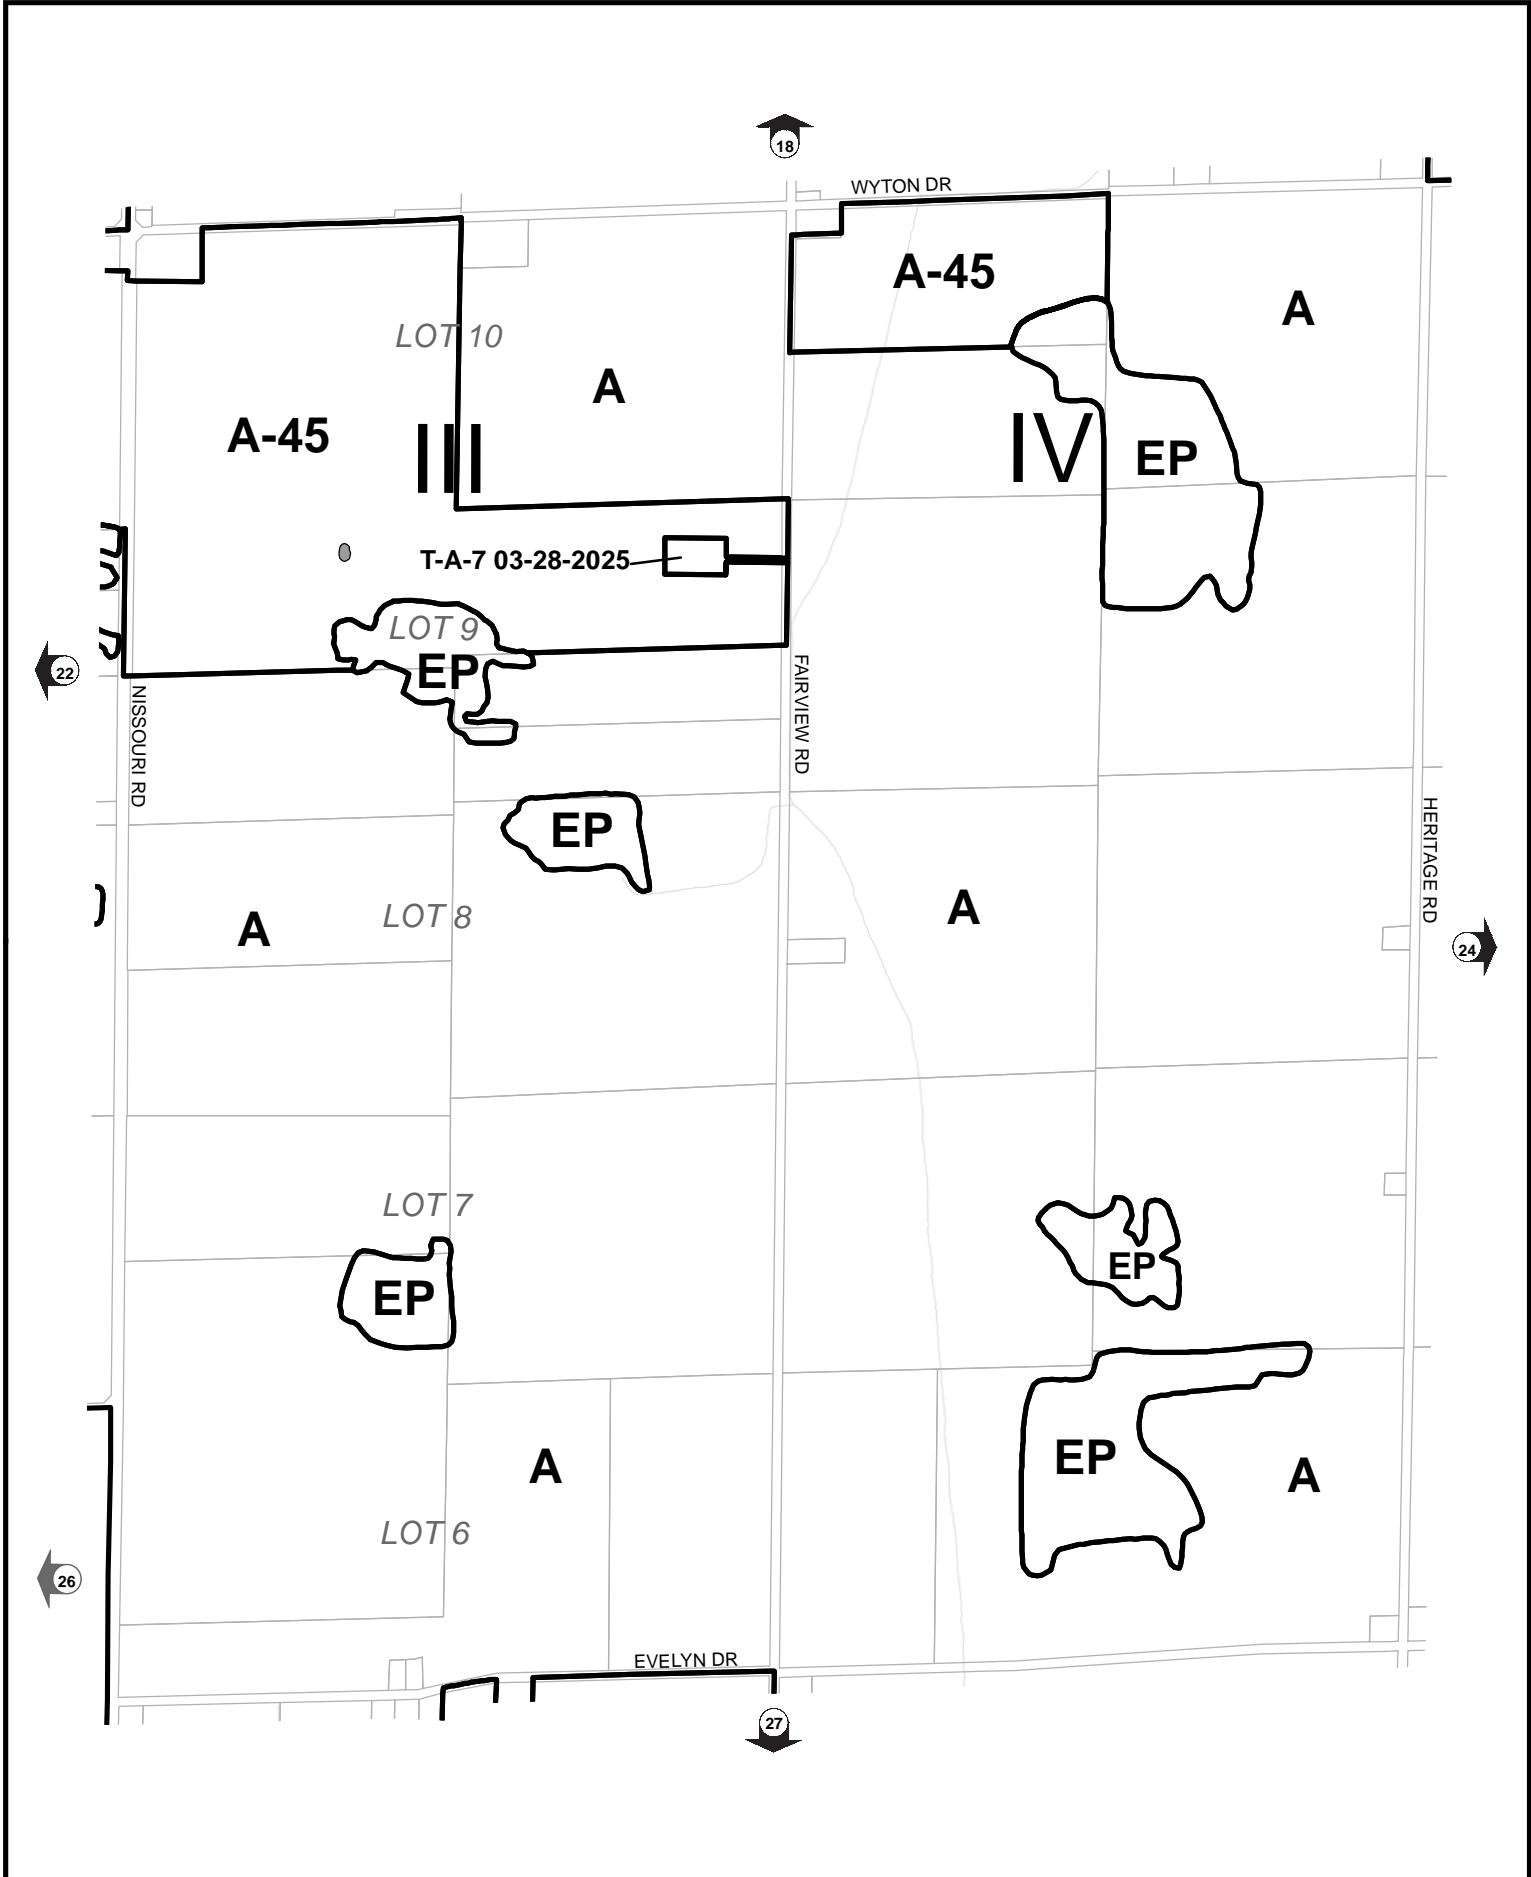 18
WYTON DR
A-45
A
LOT 10
A
A-45
III
IV
EP
T-A-7 03-28-2025
LOT 9
EP
22
NISSOURI RD
FAIRVIEW RD
EP
HERITAGE RD
A
LOT 8
A
24
LOT 7
EP
EP
A
EP
A
LOT 6
26
EVELYN DR
27